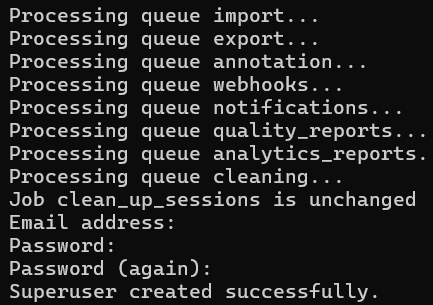 Processing queue import...
Processing queue export...
Processing queue annotation...
Processing queue webhooks...
Processing queue notifications...
Processing queue quality_reports...
Processing queue analytics_reports.
Processing queue cleaning...
Job clean_up_sessions is unchanged
Email address:
Password:
Password (again):
Superuser created successfully.